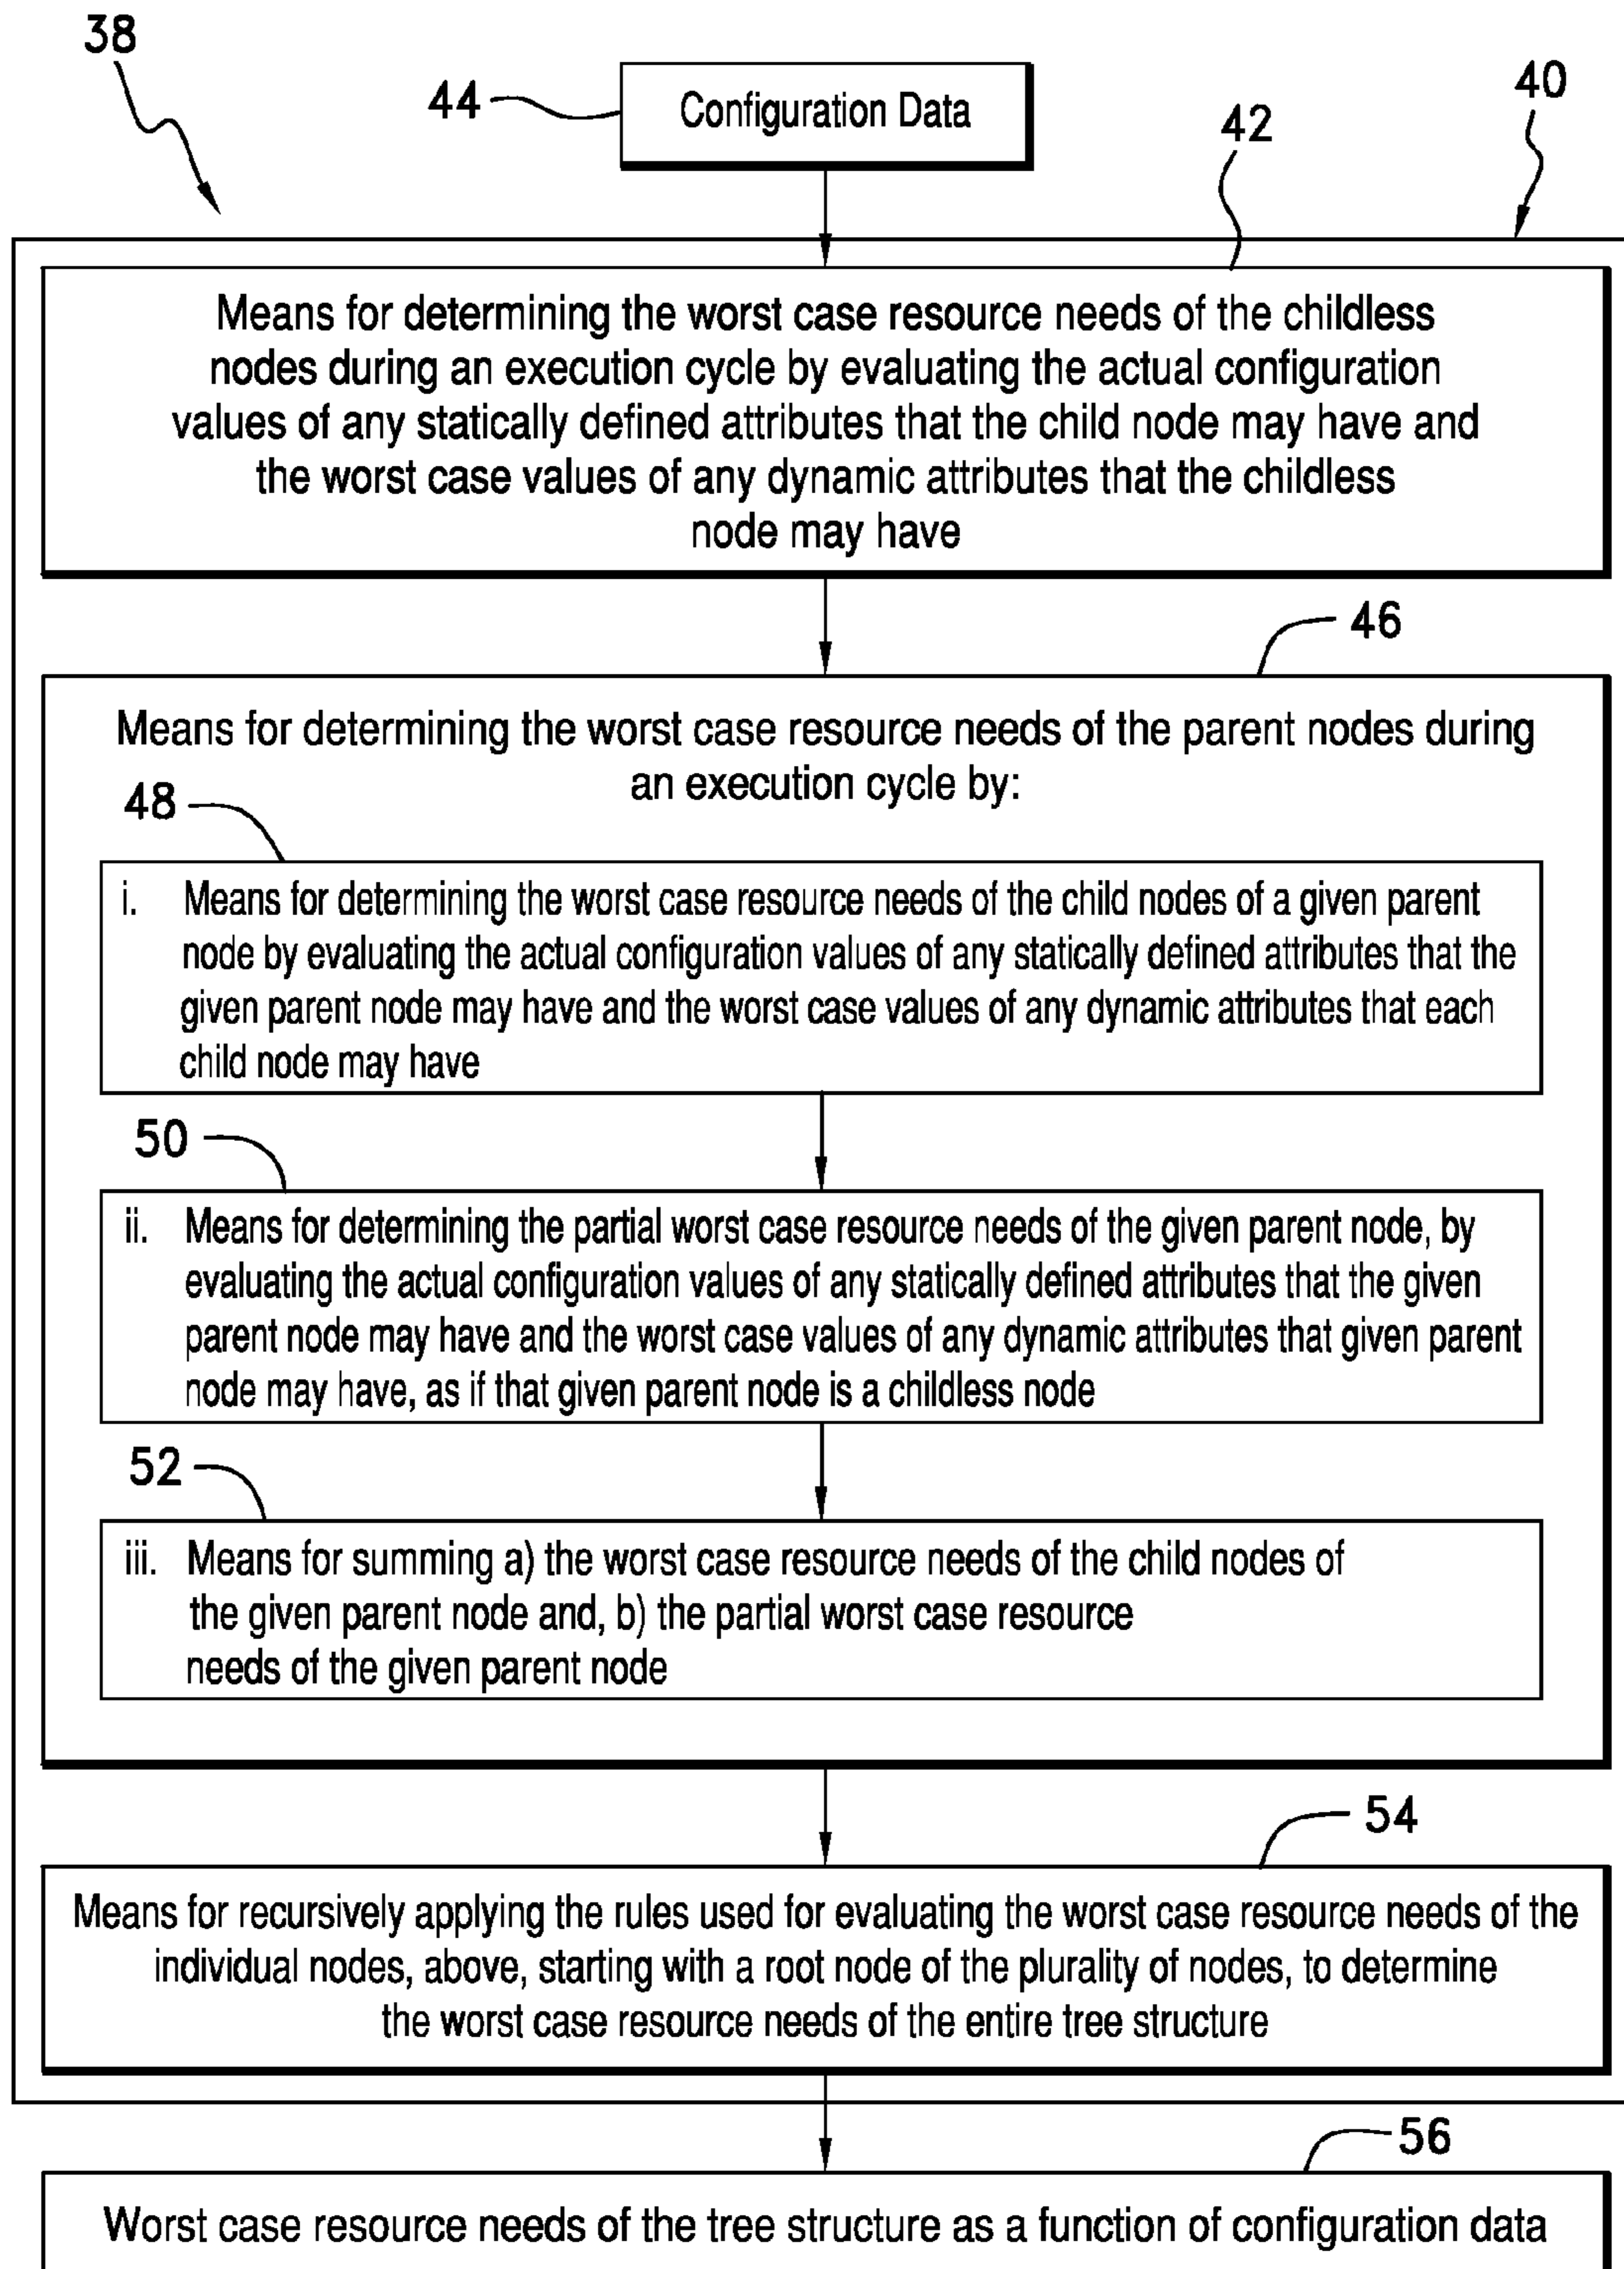 38
44
Configuration Data
40
42
Means for determining the worst case resource needs of the childless
nodes during an execution cycle by evaluating the actual configuration
values of any statically defined attributes that the child node may have and
the worst case values of any dynamic attributes that the childless
node may have
46
Means for determining the worst case resource needs of the parent nodes during
an execution cycle by:
48
i. Means for determining the worst case resource needs of the child nodes of a given parent
node by evaluating the actual configuration values of any statically defined attributes that the
given parent node may have and the worst case values of any dynamic attributes that each
child node may have
50
ii. Means for determining the partial worst case resource needs of the given parent node, by
evaluating the actual configuration values of any statically defined attributes that the given
parent node may have and the worst case values of any dynamic attributes that given parent
node may have, as if that given parent node is a childless node
52
iii. Means for summing a) the worst case resource needs of the child nodes of
the given parent node and, b) the partial worst case resource
needs of the given parent node
54
Means for recursively applying the rules used for evaluating the worst case resource needs of the
individual nodes, above, starting with a root node of the plurality of nodes, to determine
the worst case resource needs of the entire tree structure
56
Worst case resource needs of the tree structure as a function of configuration data